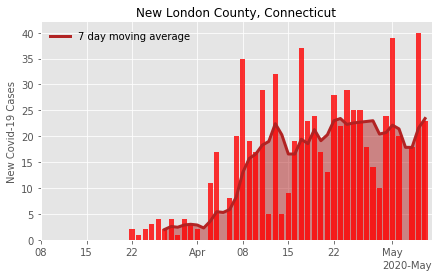 New London County, Connecticut
7 day moving average
New Covid-19 Cases
40
35
30
25
20
15
10
5
0
08 15 22 Apr 08 15 22 May
2020-May